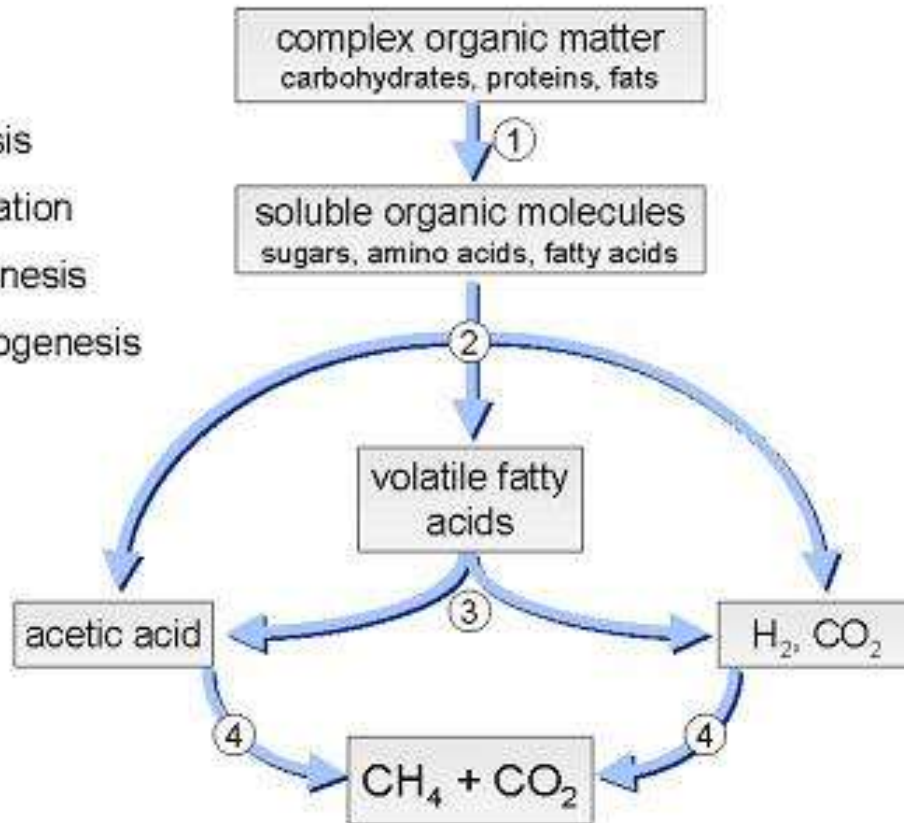 complex organic matter
carbohydrates, proteins, fats
1
sis
ation
nesis
ogenesis
soluble organic molecules
sugars, amino acids, fatty acids
2
volatile fatty
acids
3
acetic acid
H₂, CO₂
4
4
CH₄ + CO₂